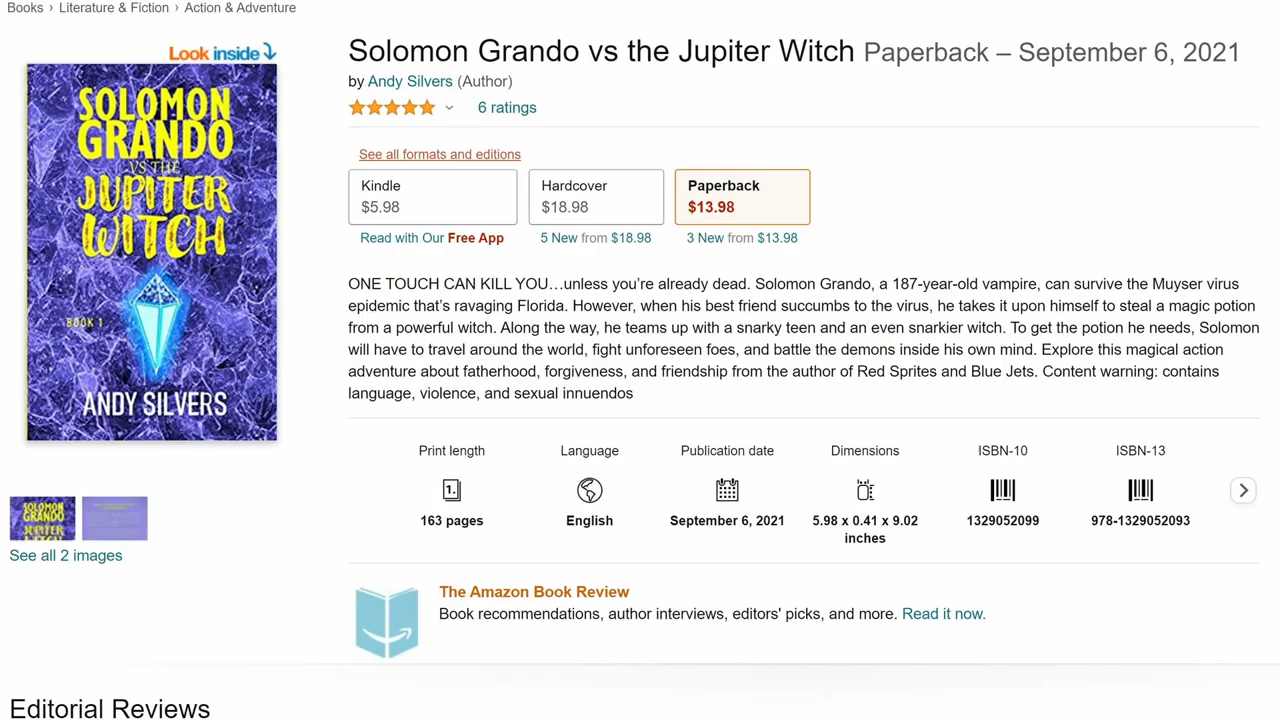 Books › Literature & Fiction › Action & Adventure
Look inside
SOLOMON
GRANDO
VS THE
JUPITER
WITCH
BOOK 1
ANDY SILVERS
SOLOMON
GRANDO
JUPITER
WITCH
See all 2 images
Solomon Grando vs the Jupiter Witch Paperback – September 6, 2021
by Andy Silvers (Author)
6 ratings
See all formats and editions
Kindle
$5.98
Read with Our Free App
Hardcover
$18.98
5 New from $18.98
Paperback
$13.98
3 New from $13.98
ONE TOUCH CAN KILL YOU…unless you’re already dead. Solomon Grando, a 187-year-old vampire, can survive the Muyser virus
epidemic that’s ravaging Florida. However, when his best friend succumbs to the virus, he takes it upon himself to steal a magic potion
from a powerful witch. Along the way, he teams up with a snarky teen and an even snarkier witch. To get the potion he needs, Solomon
will have to travel around the world, fight unforeseen foes, and battle the demons inside his own mind. Explore this magical action
adventure about fatherhood, forgiveness, and friendship from the author of Red Sprites and Blue Jets. Content warning: contains
language, violence, and sexual innuendos
Print length
1.
163 pages
Language
English
Publication date
September 6, 2021
Dimensions
5.98 x 0.41 x 9.02
inches
ISBN-10
1329052099
ISBN-13
978-1329052093
The Amazon Book Review
Book recommendations, author interviews, editors' picks, and more. Read it now.
Editorial Reviews